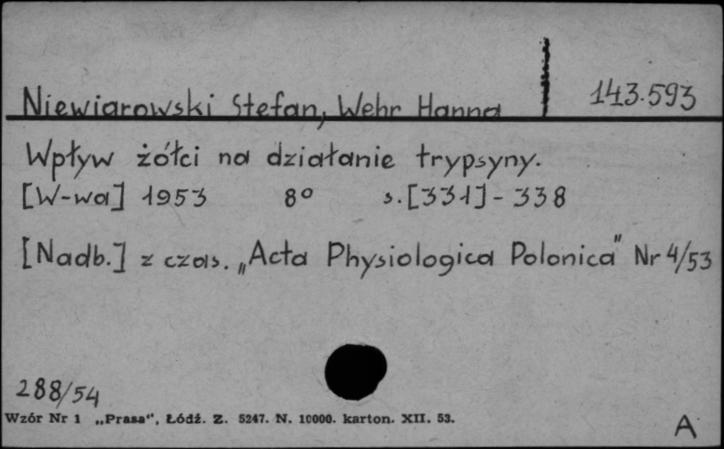 Niewiarowski Stefan, Wehr Hanna 143.593
Wpływ żółci na działanie trypsyny.
[W-wa] 1953 8° s. [331] - 338
[Nadb.] z czas. „Acta Physiologica Polonica" Nr 4/53
288/54
Wzór Nr 1 „Prasa", Łódź. Z. 5247. N. 10000. karton. XII. 53.
A